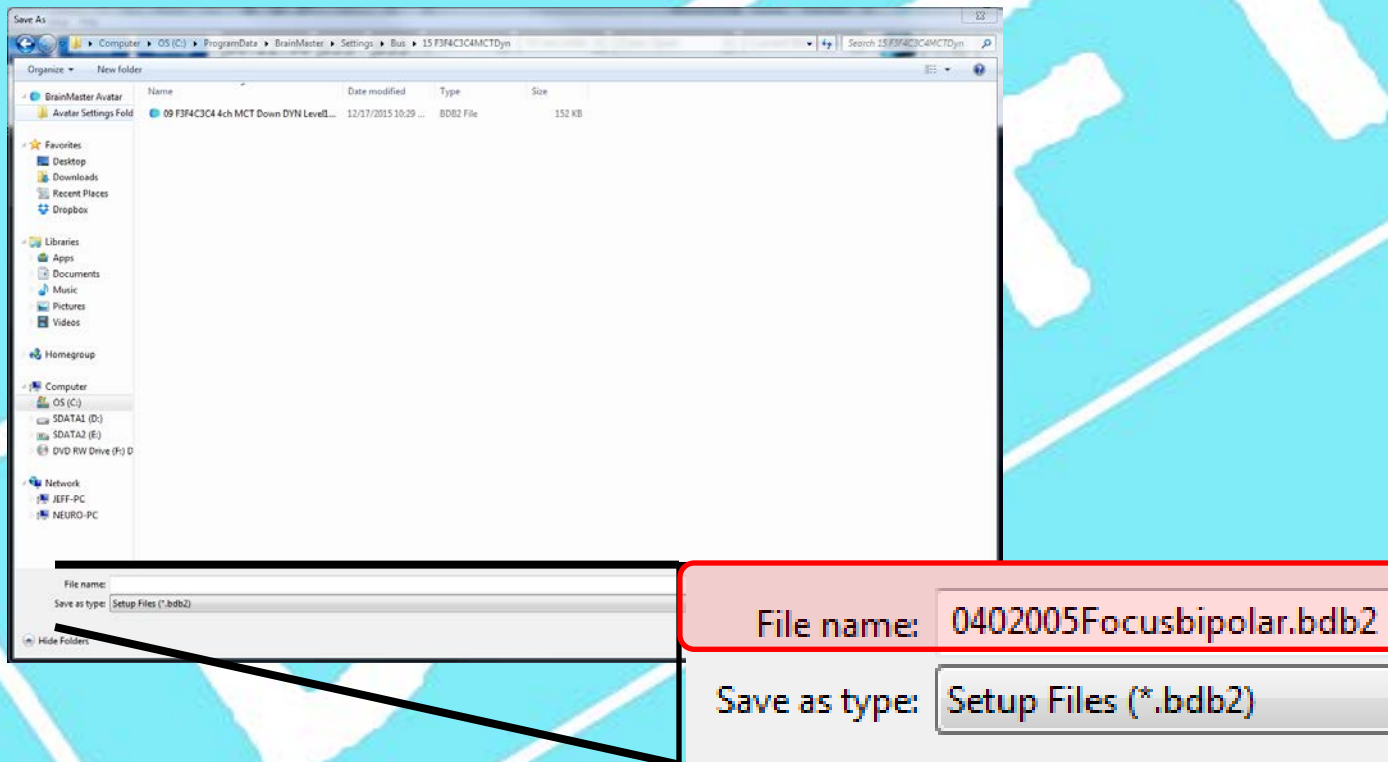 Save As
Computer ▸ OS (C:) ▸ ProgramData ▸ BrainMaster ▸ Settings ▸ Bus ▸ 15 F3F4C3C4MCTDyn
Search 15 F3F4C3C4MCTDyn
Organize
New folder
Name
Date modified
Type
Size
BrainMaster Avatar
Avatar Settings Fold
09 F3F4C3C4 4ch MCT Down DYN Level1...
12/17/2015 10:29 ...
BDB2 File
152 KB
Favorites
Desktop
Downloads
Recent Places
Dropbox
Libraries
Apps
Documents
Music
Pictures
Videos
Homegroup
Computer
OS (C:)
SDATA1 (D:)
SDATA2 (E:)
DVD RW Drive (F:) D
Network
JEFF-PC
NEURO-PC
File name:
Save as type: Setup Files (*.bdb2)
Hide Folders
File name: 0402005Focusbipolar.bdb2
Save as type: Setup Files (*.bdb2)